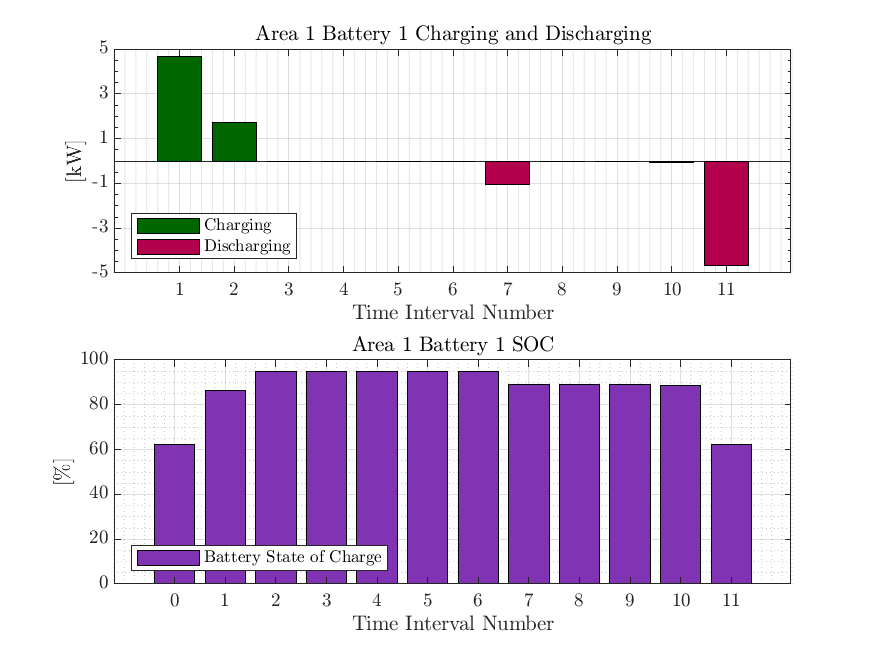 Area 1 Battery 1 Charging and Discharging
5
3
1
-1
-3
-5
[kW]
Charging
Discharging
1 2 3 4 5 6 7 8 9 10 11
Time Interval Number
Area 1 Battery 1 SOC
100
80
60
40
20
0
[%]
Battery State of Charge
0 1 2 3 4 5 6 7 8 9 10 11
Time Interval Number